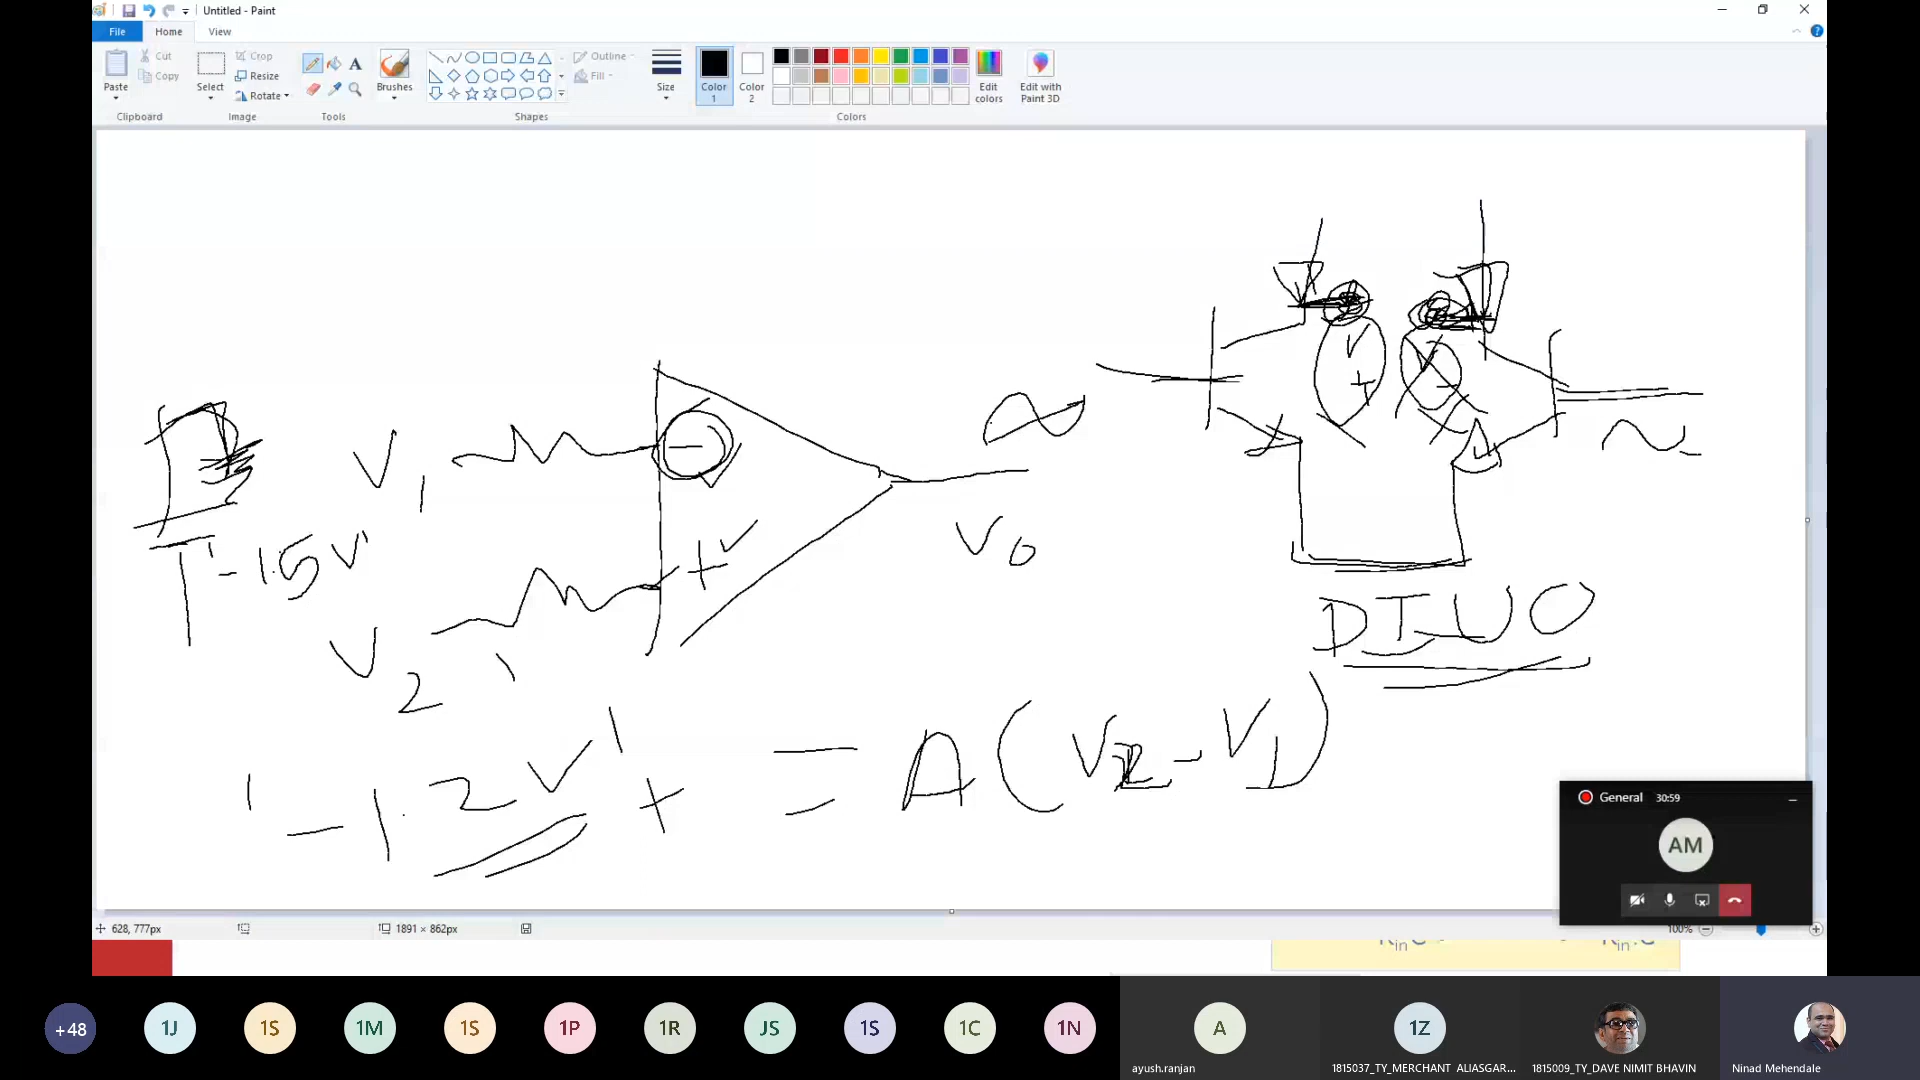 Untitled - Paint
File Home View
Paste
Cut
Copy
Clipboard
Select
Crop
Resize
Rotate
Image
A
Tools
Brushes
Outline
Fill
Shapes
Size
Color 1
Color 2
Edit colors
Colors
Edit with Paint 3D
V1
-1.5V
V2
-
+
V0
+
-
DIUO
-1.2V + = A(V2-V1)
General 30:59
AM
628, 777px
1891 × 862px
100%
+48
1J
1S
1M
1S
1P
1R
JS
1S
1C
1N
A
ayush.ranjan
1Z
1815037_TY_MERCHANT ALIASGAR...
1815009_TY_DAVE NIMIT BHAVIN
Ninad Mehendale